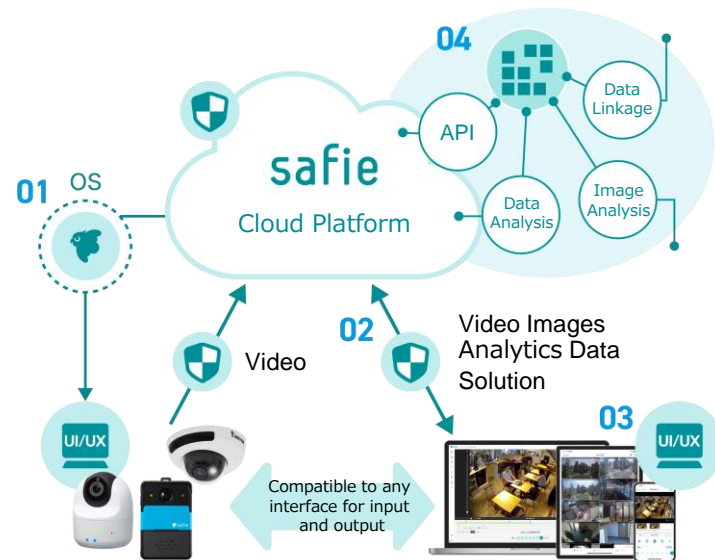 04
API
Data
Linkage
safie
Cloud Platform
Data
Analysis
Image
Analysis
01
OS
02
Video
Video Images
Analytics Data
Solution
03
UI/UX
UI/UX
safie
Compatible to any
interface for input
and output